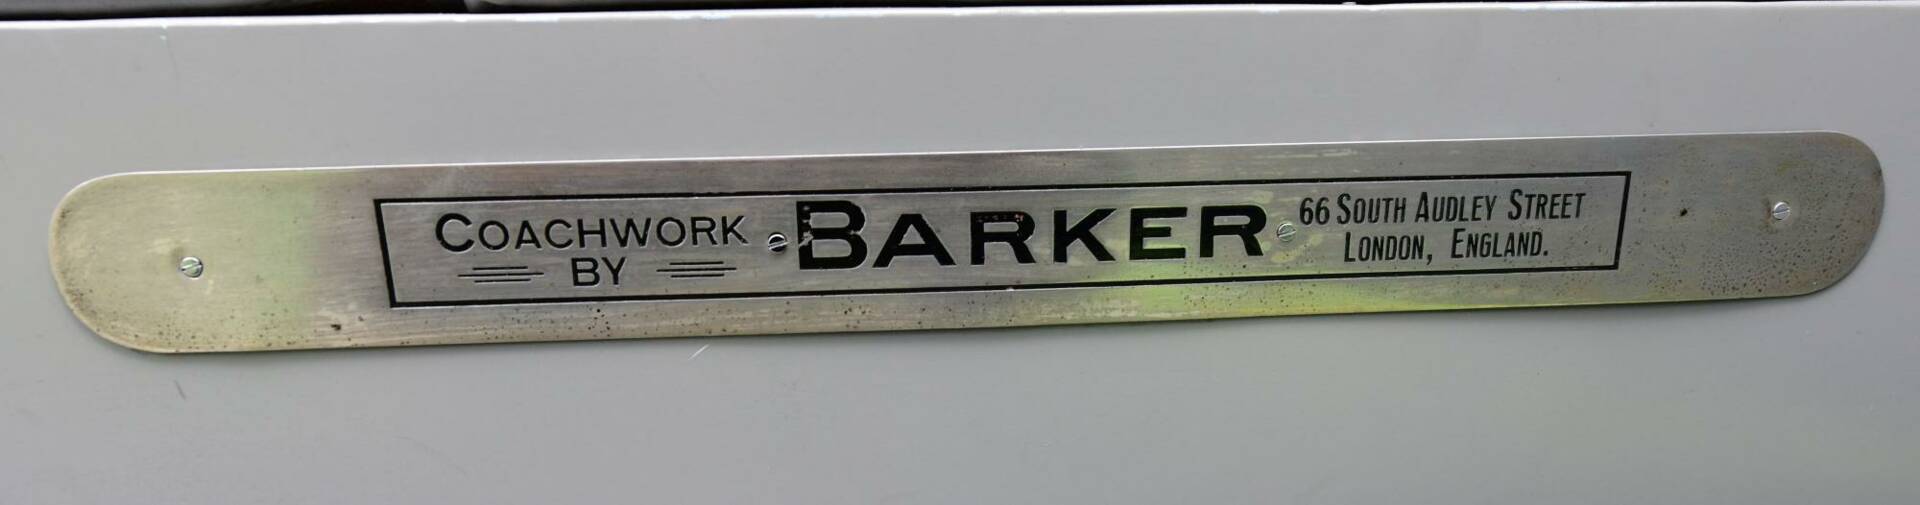 COACHWORK
BY
BARKER
66 SOUTH AUDLEY STREET
LONDON, ENGLAND.